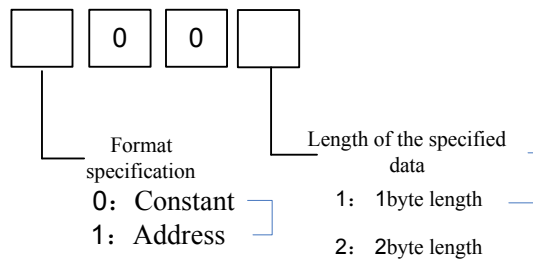 0 0
Format
specification
0： Constant
1： Address
Length of the specified
data
1： 1byte length
2： 2byte length